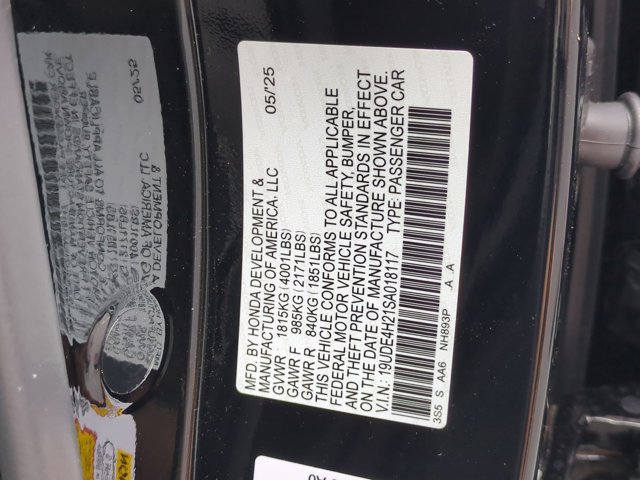 MFD. BY HONDA DEVELOPMENT & 05/'25
MANUFACTURING OF AMERICA, LLC
GVWR 1815KG(4001LBS)
GAWR F 985KG(2171LBS)
GAWR R 840KG(1851LBS)
THIS VEHICLE CONFORMS TO ALL APPLICABLE
FEDERAL MOTOR VEHICLE SAFETY, BUMPER,
AND THEFT PREVENTION STANDARDS IN EFFECT
ON THE DATE OF MANUFACTURE SHOWN ABOVE.
V.I.N.: 19UDE4H21SA018117 TYPE: PASSENGER CAR
3S5 S AA6 NH893P A A